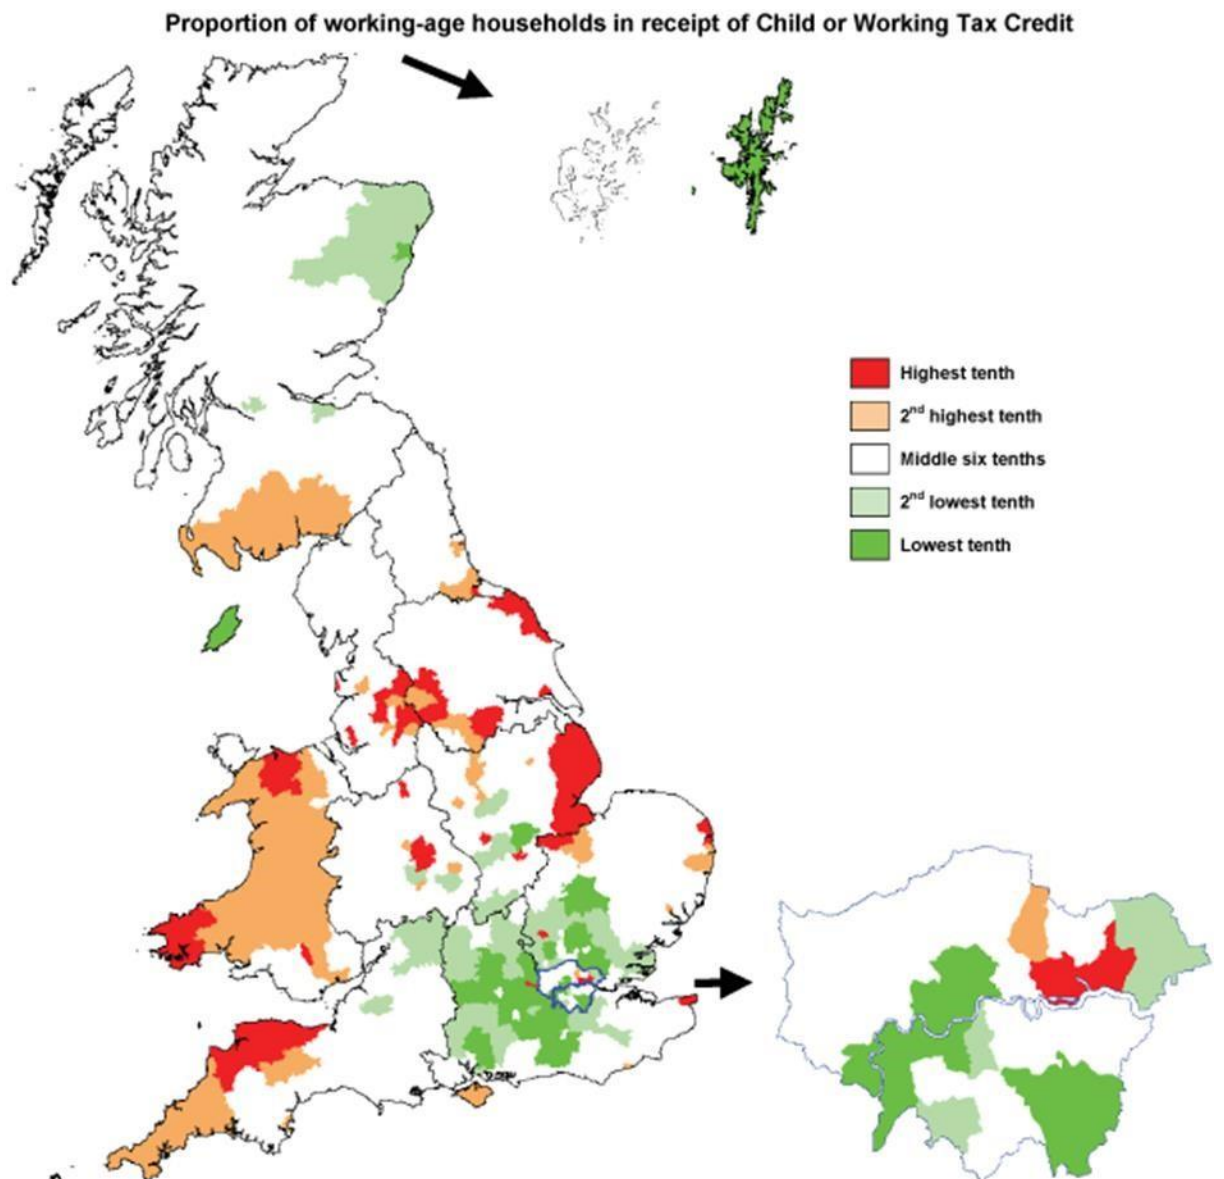 Proportion of working-age households in receipt of Child or Working Tax Credit
Highest tenth
2nd highest tenth
Middle six tenths
2nd lowest tenth
Lowest tenth